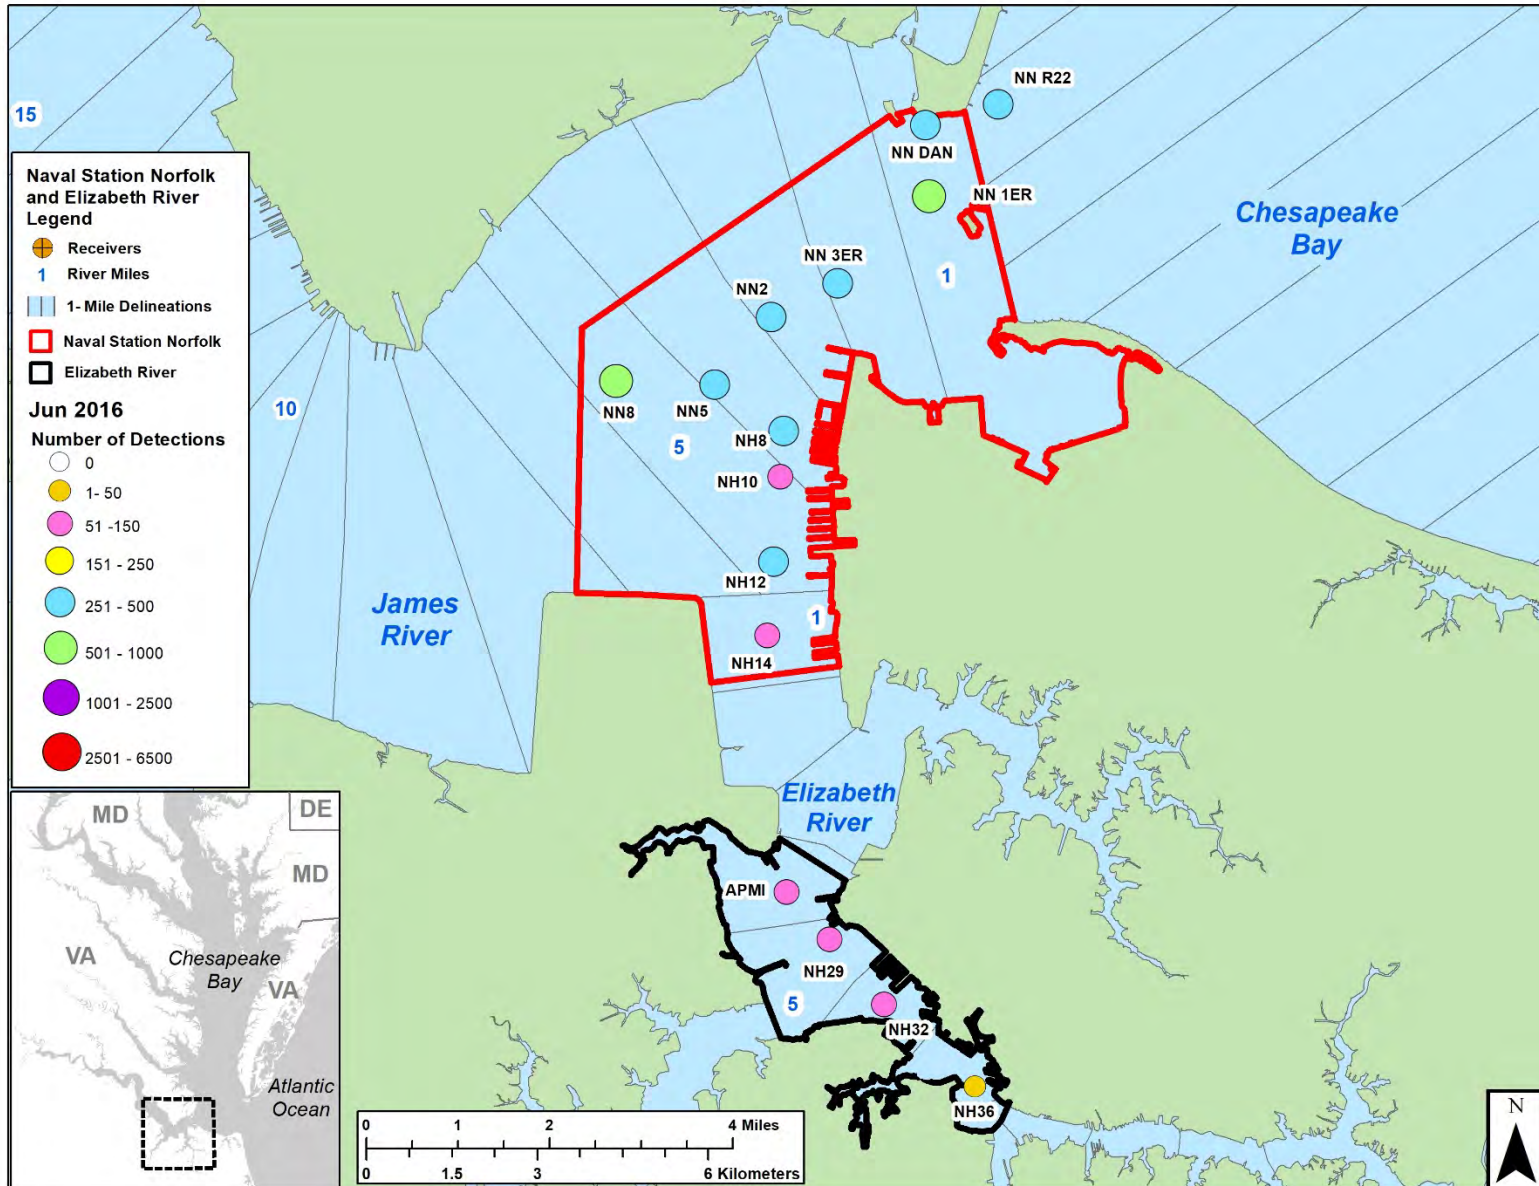 15
NN R22
NN DAN
NN 1ER
Chesapeake
Bay
1
NN 3ER
NN2
NN8
NN5
5
NH8
NH10
NH12
1
NH14
10
James
River
Elizabeth
River
APMI
NH29
5
NH32
NH36
Naval Station Norfolk
and Elizabeth River
Legend
Receivers
1 River Miles
1- Mile Delineations
Naval Station Norfolk
Elizabeth River
Jun 2016
Number of Detections
0
1- 50
51 -150
151 - 250
251 - 500
501 - 1000
1001 - 2500
2501 - 6500
MD
DE
MD
VA
Chesapeake
Bay
VA
Atlantic
Ocean
0 1 2 4 Miles
0 1.5 3 6 Kilometers
N